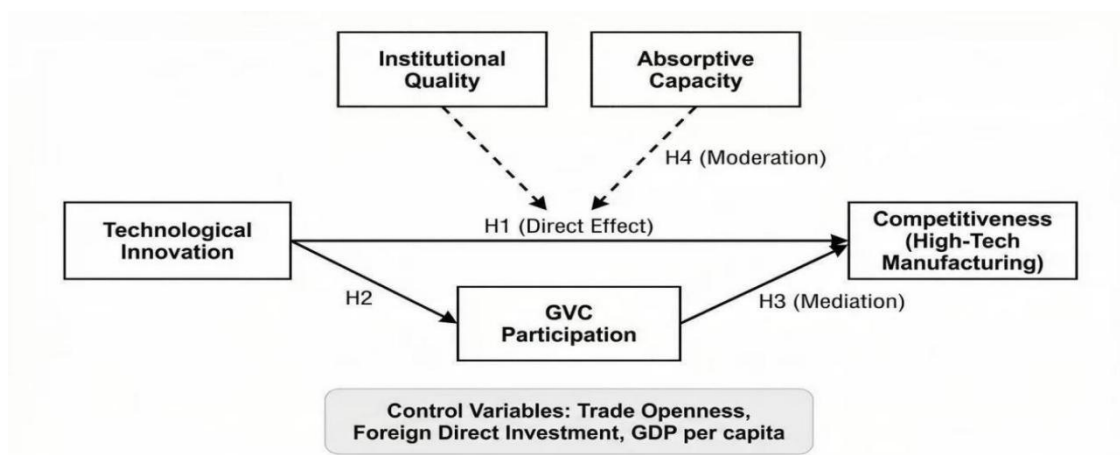 Institutional
Quality
Absorptive
Capacity
H4 (Moderation)
Technological
Innovation
H1 (Direct Effect)
Competitiveness
(High-Tech
Manufacturing)
H2
GVC
Participation
H3 (Mediation)
Control Variables: Trade Openness,
Foreign Direct Investment, GDP per capita